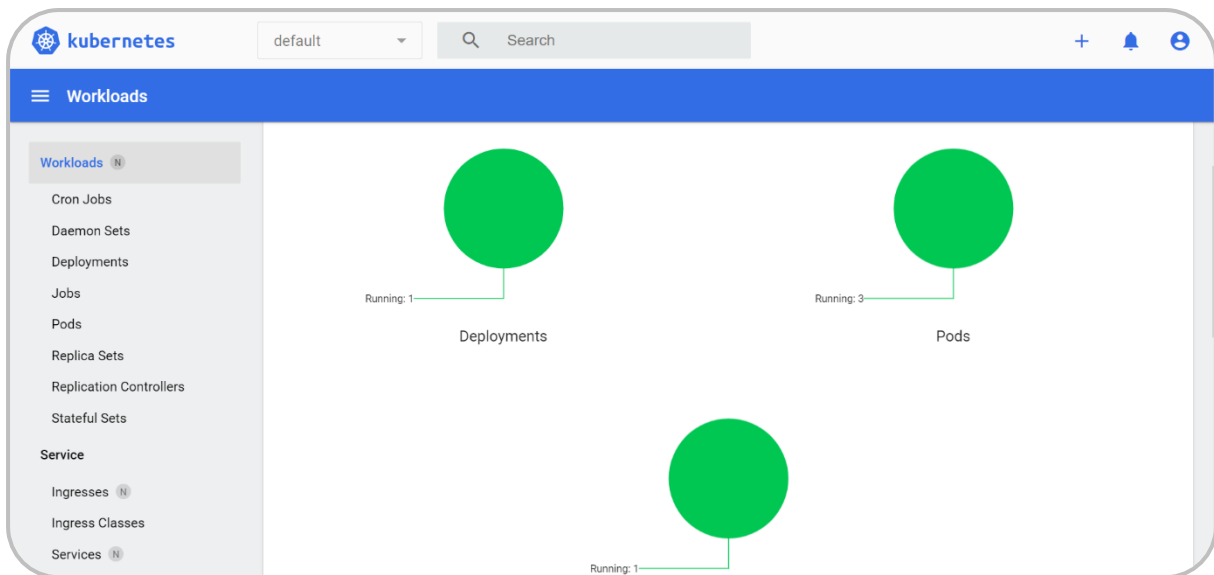 kubernetes
default
Search
Workloads
Workloads N
Cron Jobs
Daemon Sets
Deployments
Jobs
Pods
Replica Sets
Replication Controllers
Stateful Sets
Service
Ingresses N
Ingress Classes
Services N
Running: 1
Deployments
Running: 3
Pods
Running: 1